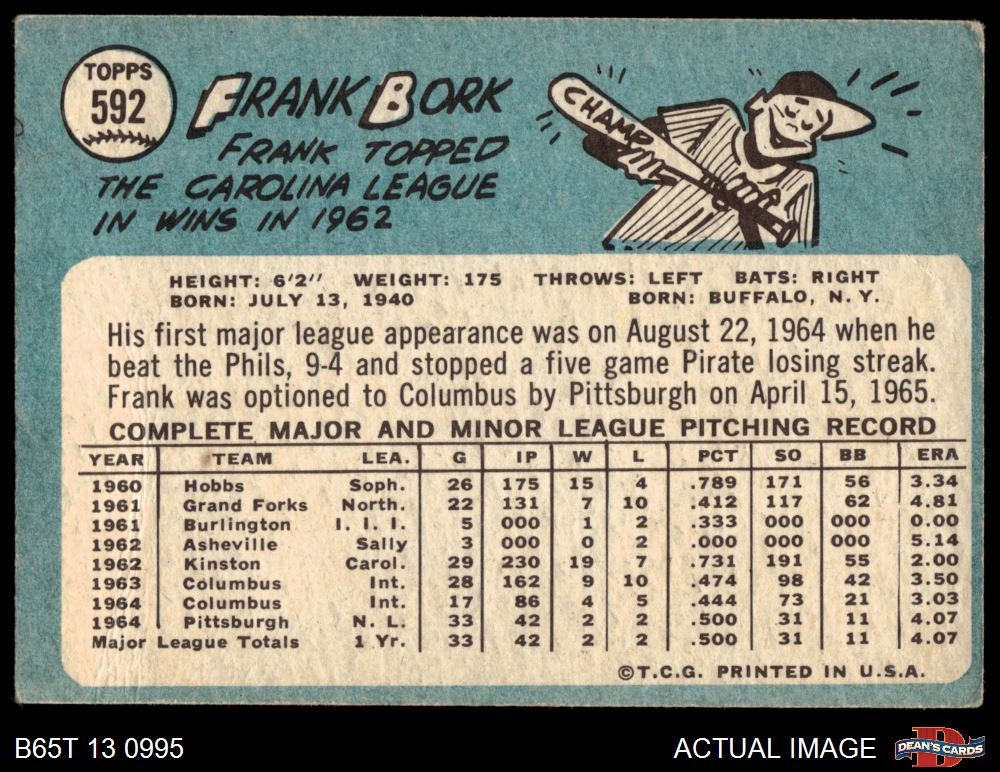 TOPPS
592
FRANK BORK
FRANK TOPPED
THE CAROLINA LEAGUE
IN WINS IN 1962
CHAMP
HEIGHT: 6'2" WEIGHT: 175 THROWS: LEFT BATS: RIGHT
BORN: JULY 13, 1940 BORN: BUFFALO, N. Y.
His first major league appearance was on August 22, 1964 when he
beat the Phils, 9-4 and stopped a five game Pirate losing streak.
Frank was optioned to Columbus by Pittsburgh on April 15, 1965.
COMPLETE MAJOR AND MINOR LEAGUE PITCHING RECORD
YEAR TEAM LEA. G IP W L PCT SO BB ERA
1960 Hobbs Soph. 26 175 15 4 .789 171 56 3.34
1961 Grand Forks North. 22 131 7 10 .412 117 62 4.81
1961 Burlington I. I. I. 5 000 1 2 .333 000 000 0.00
1962 Asheville Sally 3 000 0 2 .000 000 000 5.14
1962 Kinston Carol. 29 230 19 7 .731 191 55 2.00
1963 Columbus Int. 28 162 9 10 .474 98 42 3.50
1964 Columbus Int. 17 86 4 5 .444 73 21 3.03
1964 Pittsburgh N. L. 33 42 2 2 .500 31 11 4.07
Major League Totals 1 Yr. 33 42 2 2 .500 31 11 4.07
©T.C.G. PRINTED IN U.S.A.
B65T 13 0995 ACTUAL IMAGE
D
DEAN'S CARDS